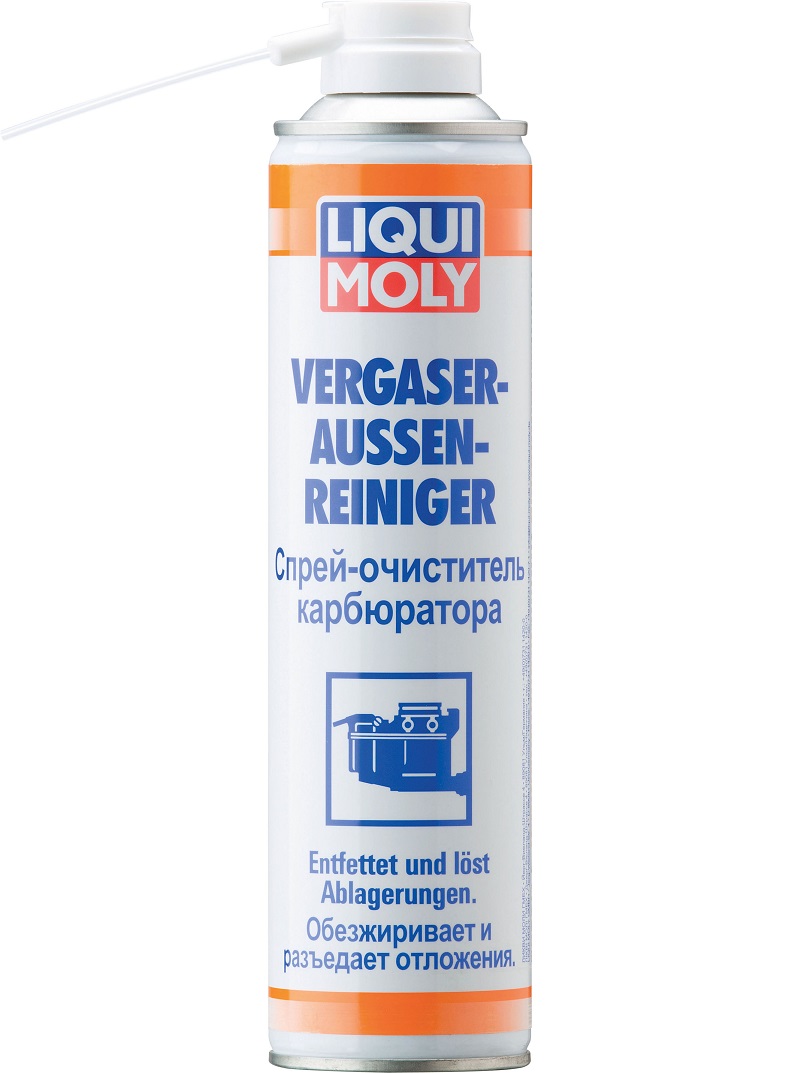 LIQUI
MOLY
VERGASER-
AUSSEN-
REINIGER
Спрей-очиститель
карбюратора
Entfettet und löst
Ablagerungen.
Обезжиривает и
разъедает отложения.